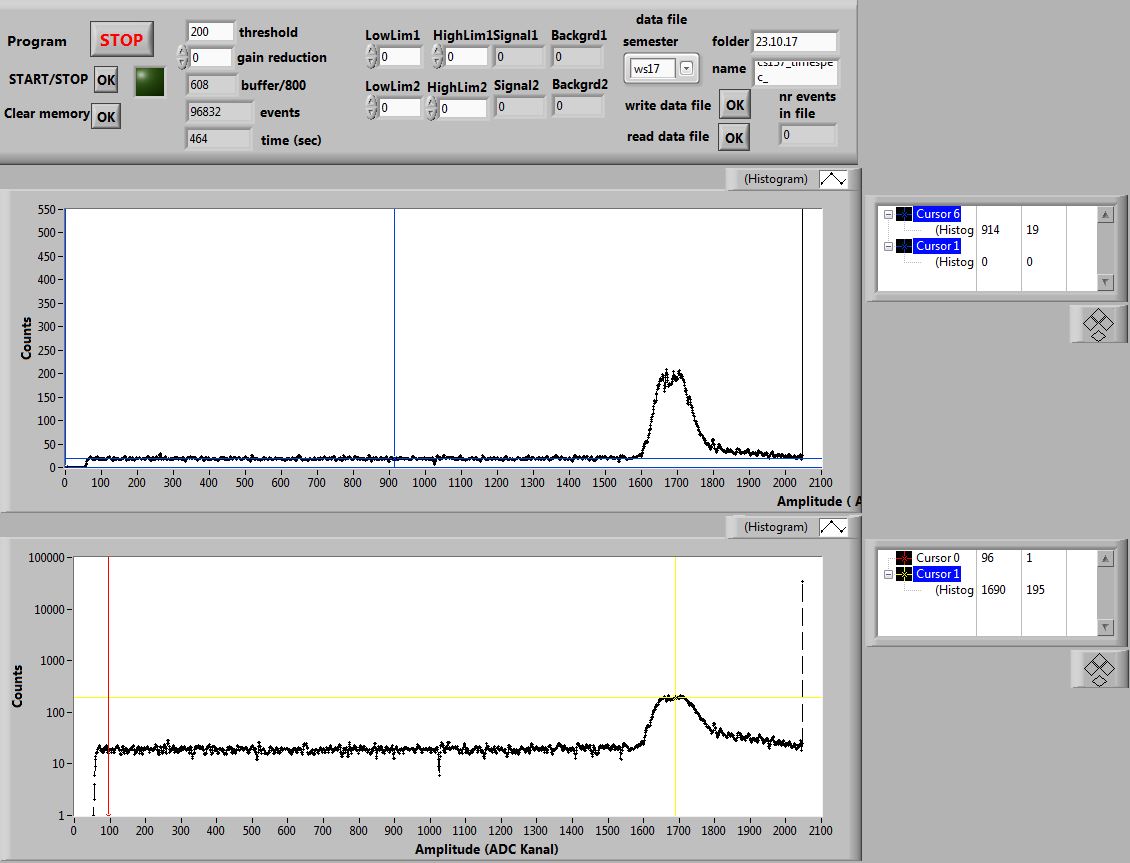 Program STOP
START/STOP OK
Clear memory OK
200 threshold
0 gain reduction
608 buffer/800
96832 events
464 time (sec)
LowLim1 HighLim1 Signal1 Backgrd1
0 0 0 0
LowLim2 HighLim2 Signal2 Backgrd2
0 0 0 0
data file
semester
ws17
folder 23.10.17
name
c_
write data file OK
read data file OK
nr events
in file
0
(Histogram)
550
500
450
400
350
300
250
200
150
100
50
0
Counts
0 100 200 300 400 500 600 700 800 900 1000 1100 1200 1300 1400 1500 1600 1700 1800 1900 2000 2100
Amplitude ( A
Cursor 6
(Histog 914 19
Cursor 1
(Histog 0 0
(Histogram)
100000
10000
1000
100
10
1
Counts
0 100 200 300 400 500 600 700 800 900 1000 1100 1200 1300 1400 1500 1600 1700 1800 1900 2000 2100
Amplitude (ADC Kanal)
Cursor 0 96 1
Cursor 1
(Histog 1690 195